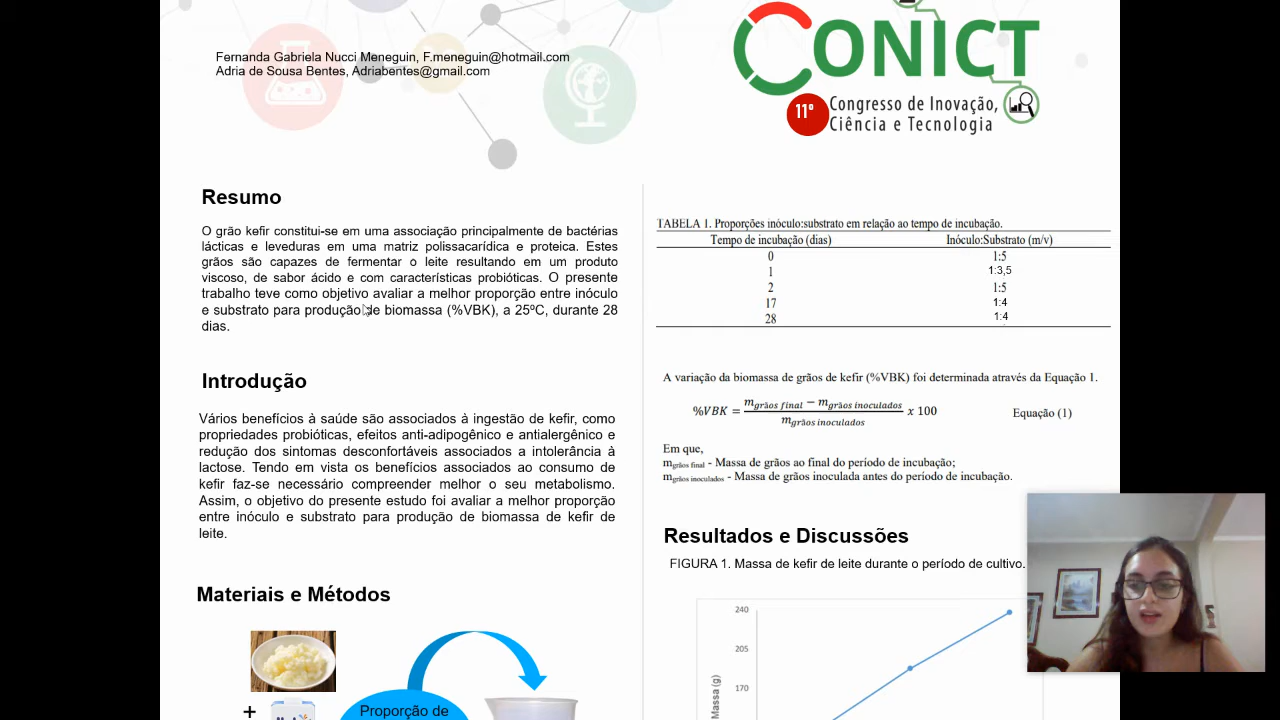 Fernanda Gabriela Nucci Meneguin, F.meneguin@hotmail.com
Adria de Sousa Bentes, Adriabentes@gmail.com
CONICT
11º
Congresso de Inovação,
Ciência e Tecnologia
Resumo
O grão kefir constitui-se em uma associação principalmente de bactérias
lácticas e leveduras em uma matriz polissacarídica e proteica. Estes
grãos são capazes de fermentar o leite resultando em um produto
viscoso, de sabor ácido e com características probióticas. O presente
trabalho teve como objetivo avaliar a melhor proporção entre inóculo
e substrato para produção de biomassa (%VBK), a 25ºC, durante 28
dias.
Introdução
Vários benefícios à saúde são associados à ingestão de kefir, como
propriedades probióticas, efeitos anti-adipogênico e antialergênico e
redução dos sintomas desconfortáveis associados a intolerância à
lactose. Tendo em vista os benefícios associados ao consumo de
kefir faz-se necessário compreender melhor o seu metabolismo.
Assim, o objetivo do presente estudo foi avaliar a melhor proporção
entre inóculo e substrato para produção de biomassa de kefir de
leite.
Materiais e Métodos
+
Proporção de
TABELA 1. Proporções inóculo:substrato em relação ao tempo de incubação.
Tempo de incubação (dias) Inóculo:Substrato (m/v)
0 1:5
1 1:3,5
2 1:5
17 1:4
28 1:4
A variação da biomassa de grãos de kefir (%VBK) foi determinada através da Equação 1.
%VBK = (m grãos final − m grãos inoculados) / m grãos inoculados x 100 Equação (1)
Em que,
m grãos final - Massa de grãos ao final do período de incubação;
m grãos inoculados - Massa de grãos inoculada antes do período de incubação.
Resultados e Discussões
FIGURA 1. Massa de kefir de leite durante o período de cultivo.
240
205
170
Massa (g)